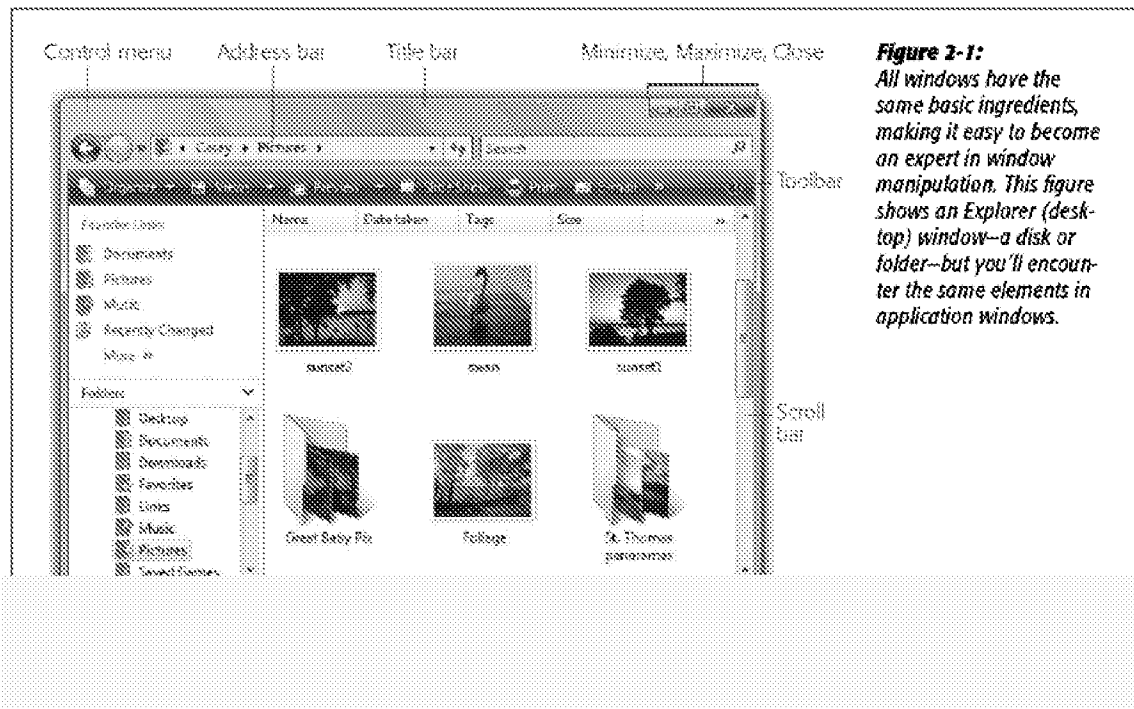 Control menu
Address bar
Title bar
Minimize, Maximize, Close
Figure 2-1:
All windows have the
same basic ingredients,
making it easy to become
an expert in window
manipulation. This figure
shows an Explorer (desk-
top) window—a disk or
folder—but you'll encoun-
ter the same elements in
application windows.
Casey Pictures
Search
Toolbar
Favorite Links
Documents
Pictures
Music
Recently Changed
More »
Name Date taken Tags Size »
sunset2 swan sunset1
Folders
Desktop
Documents
Downloads
Favorites
Links
Music
Pictures
Saved Games
Scroll
bar
Great Baby Pix Foliage St. Thomas
panoramas